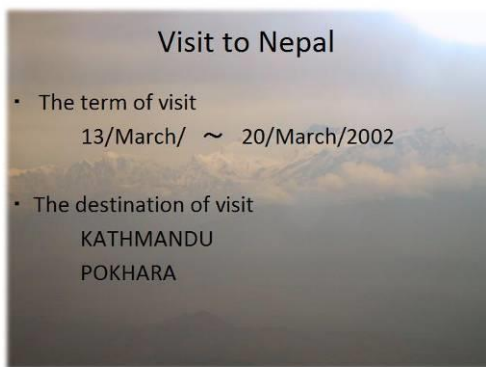 Visit to Nepal
・ The term of visit
13/March/ ～ 20/March/2002
・ The destination of visit
KATHMANDU
POKHARA